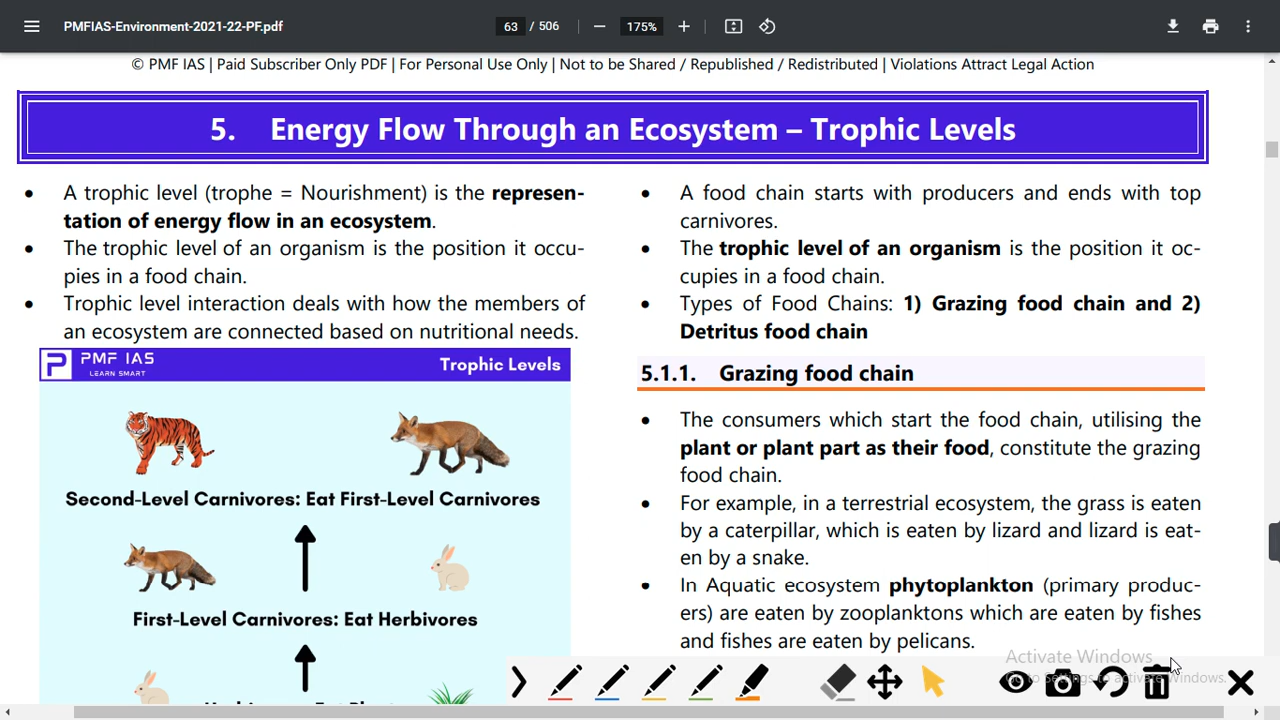 PMFIAS-Environment-2021-22-PF.pdf
63 / 506
175%
© PMF IAS | Paid Subscriber Only PDF | For Personal Use Only | Not to be Shared / Republished / Redistributed | Violations Attract Legal Action
5. Energy Flow Through an Ecosystem – Trophic Levels
• A trophic level (trophe = Nourishment) is the represen-
tation of energy flow in an ecosystem.
• The trophic level of an organism is the position it occu-
pies in a food chain.
• Trophic level interaction deals with how the members of
an ecosystem are connected based on nutritional needs.
PMF IAS
LEARN SMART
Trophic Levels
Second-Level Carnivores: Eat First-Level Carnivores
First-Level Carnivores: Eat Herbivores
• A food chain starts with producers and ends with top
carnivores.
• The trophic level of an organism is the position it oc-
cupies in a food chain.
• Types of Food Chains: 1) Grazing food chain and 2)
Detritus food chain
5.1.1. Grazing food chain
• The consumers which start the food chain, utilising the
plant or plant part as their food, constitute the grazing
food chain.
• For example, in a terrestrial ecosystem, the grass is eaten
by a caterpillar, which is eaten by lizard and lizard is eat-
en by a snake.
• In Aquatic ecosystem phytoplankton (primary produc-
ers) are eaten by zooplanktons which are eaten by fishes
and fishes are eaten by pelicans.
Activate Windows
Go to Settings to activate Windows.